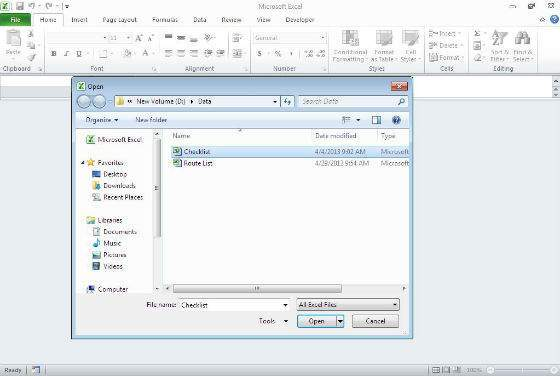 Microsoft Excel
File Home Insert Page Layout Formulas Data Review View Developer
Paste
11
General
Conditional Formatting
Format as Table
Cell Styles
Insert
Delete
Format
Sort & Filter
Find & Select
Clipboard Font Alignment Number Styles Cells Editing
Open
New Volume (D:) Data
Search Data
Organize New folder
Microsoft Excel
Favorites
Desktop
Downloads
Recent Places
Libraries
Documents
Music
Pictures
Videos
Computer
Name Date modified Type
Checklist 4/4/2013 9:02 AM Microsoft
Route List 4/29/2013 9:54 AM Microsoft
File name: Checklist
All Excel Files
Tools Open Cancel
Ready 100%